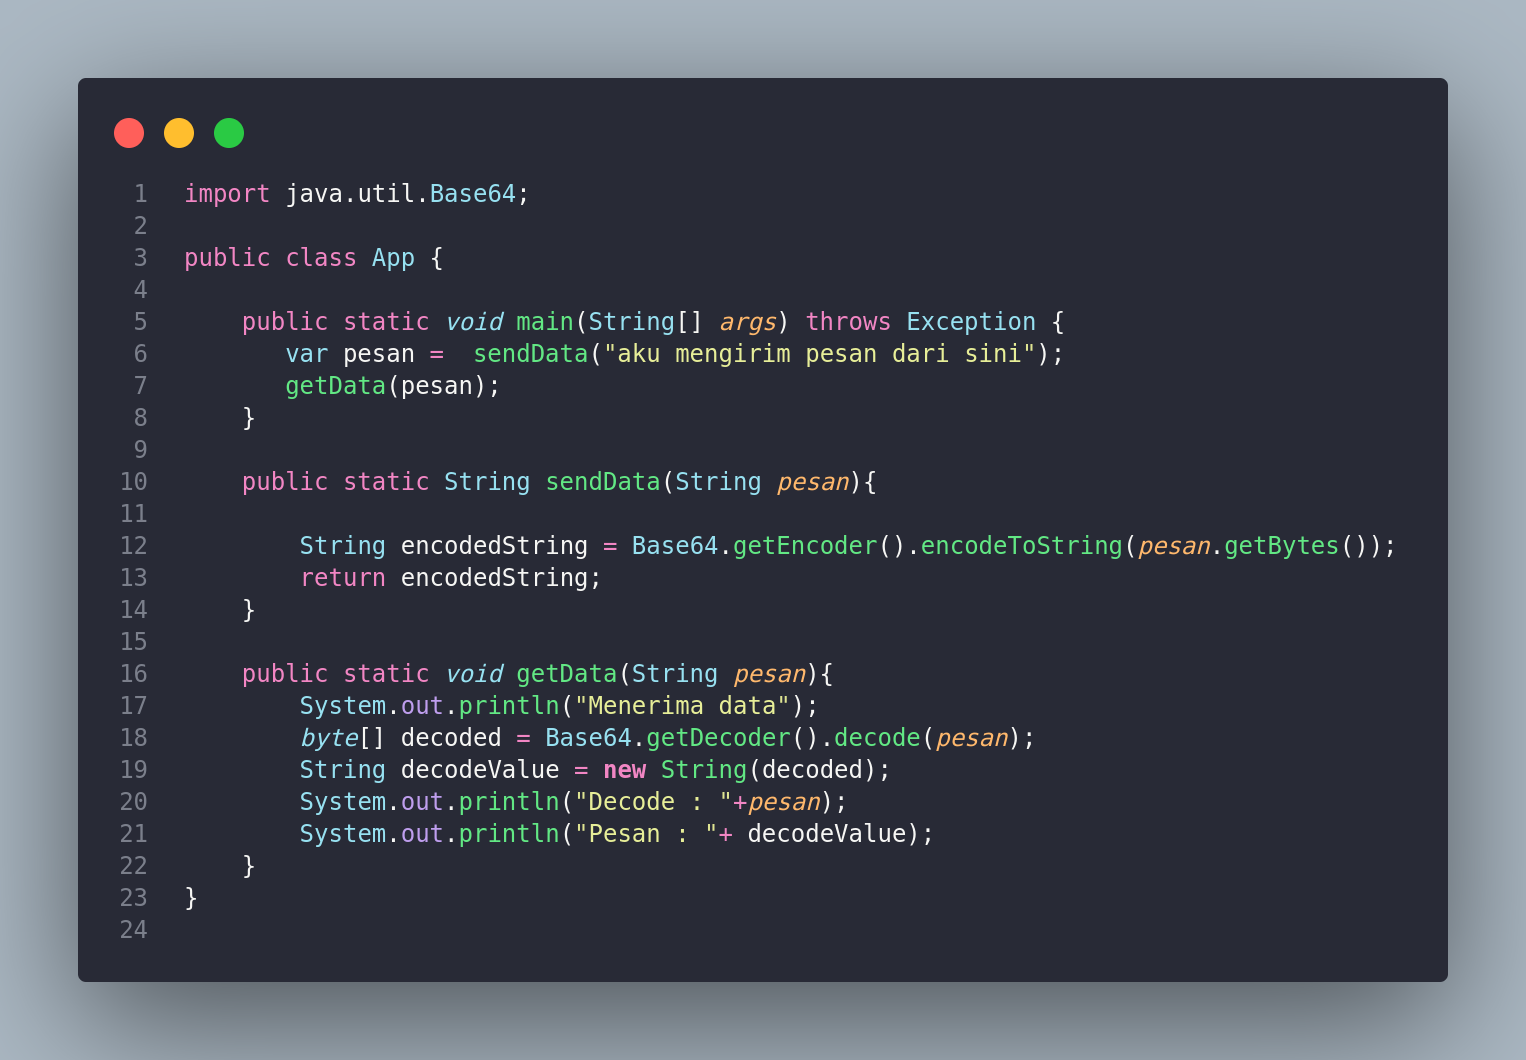 1 import java.util.Base64;
2
3 public class App {
4
5     public static void main(String[] args) throws Exception {
6        var pesan =  sendData("aku mengirim pesan dari sini");
7        getData(pesan);
8     }
9
10     public static String sendData(String pesan){
11
12         String encodedString = Base64.getEncoder().encodeToString(pesan.getBytes());
13         return encodedString;
14     }
15
16     public static void getData(String pesan){
17         System.out.println("Menerima data");
18         byte[] decoded = Base64.getDecoder().decode(pesan);
19         String decodeValue = new String(decoded);
20         System.out.println("Decode : "+pesan);
21         System.out.println("Pesan : "+ decodeValue);
22     }
23 }
24